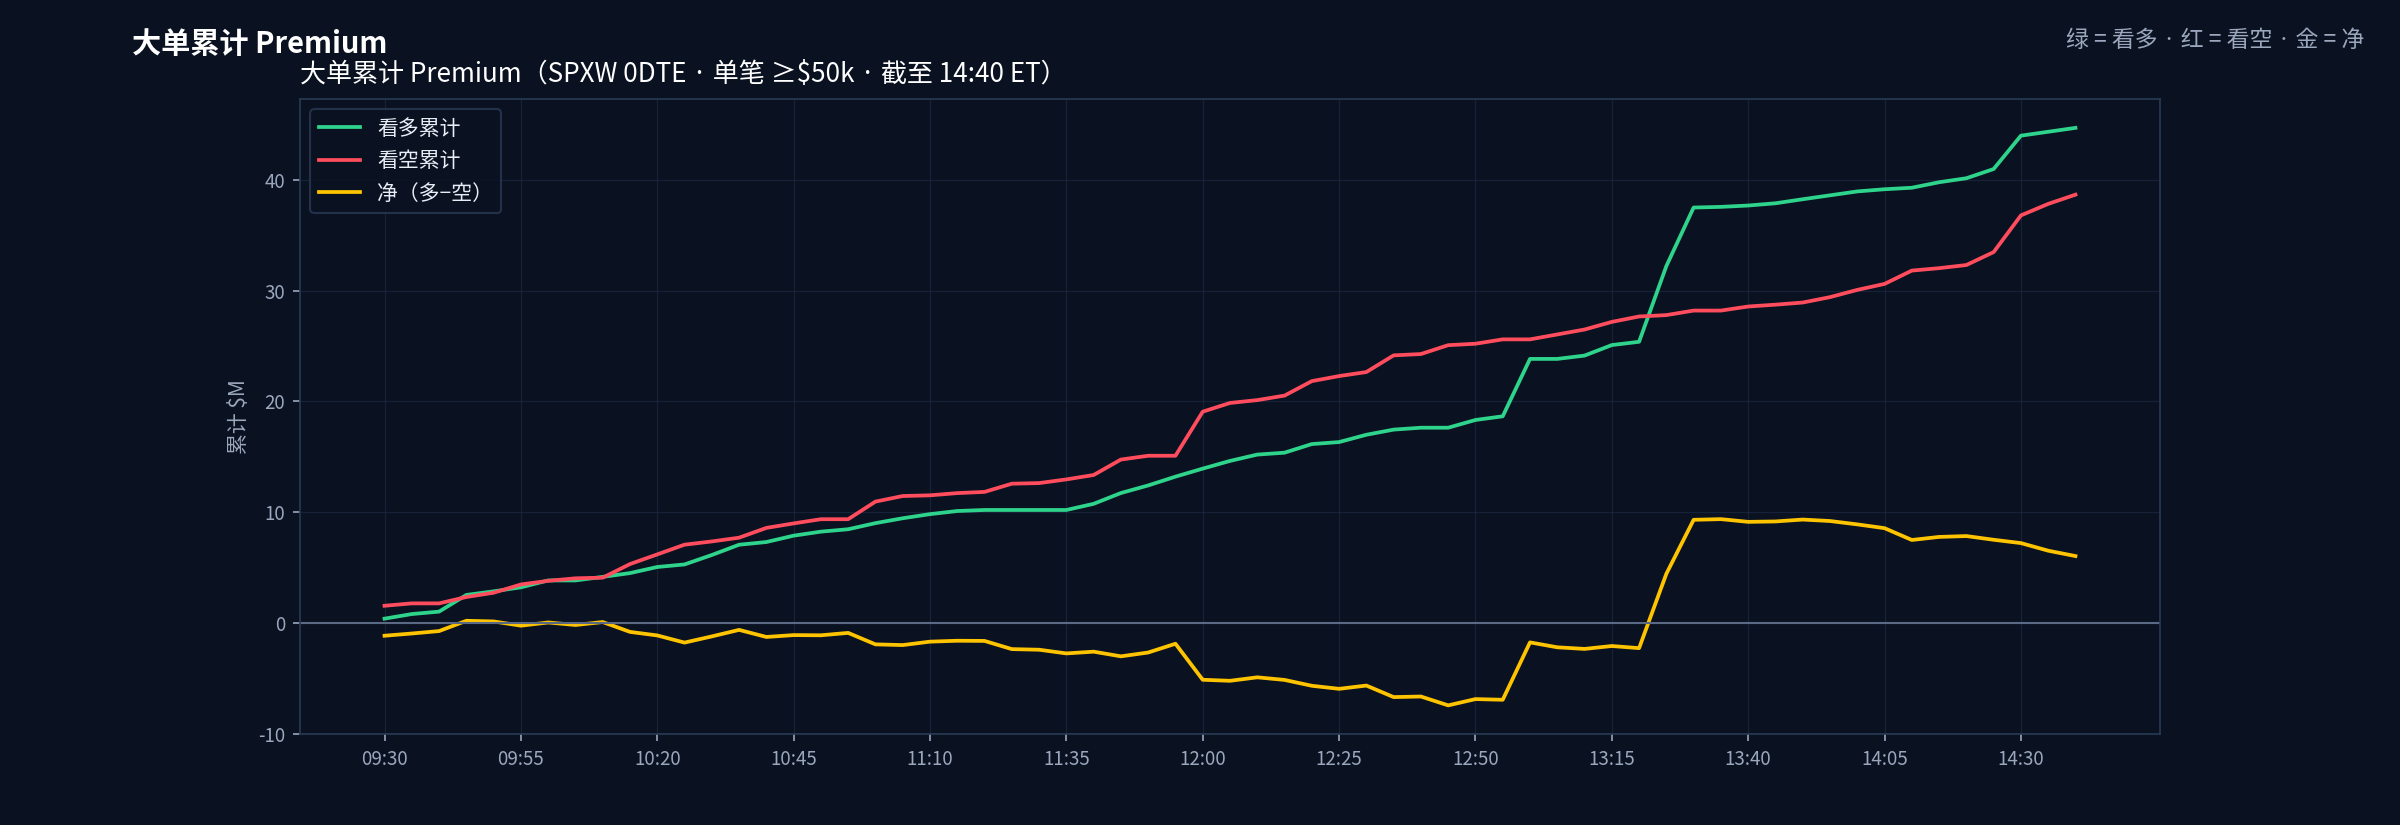 大单累计 Premium
绿 = 看多 · 红 = 看空 · 金 = 净
大单累计 Premium（SPXW 0DTE · 单笔 ≥$50k · 截至 14:40 ET）
看多累计
看空累计
净（多−空）
累计 $M
40
30
20
10
0
-10
09:30 09:55 10:20 10:45 11:10 11:35 12:00 12:25 12:50 13:15 13:40 14:05 14:30